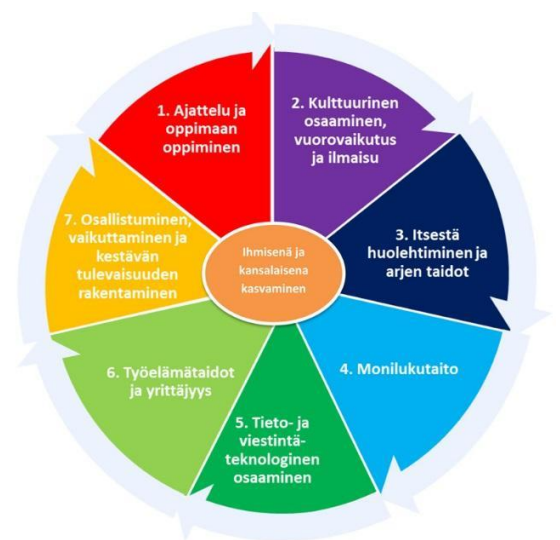 1. Ajattelu ja
oppimaan
oppiminen
2. Kulttuurinen
osaaminen,
vuorovaikutus
ja ilmaisu
3. Itsestä
huolehtiminen ja
arjen taidot
4. Monilukutaito
5. Tieto- ja
viestintä-
teknologinen
osaaminen
6. Työelämätaidot
ja yrittäjyys
7. Osallistuminen,
vaikuttaminen ja
kestävän
tulevaisuuden
rakentaminen
Ihmisenä ja
kansalaisena
kasvaminen